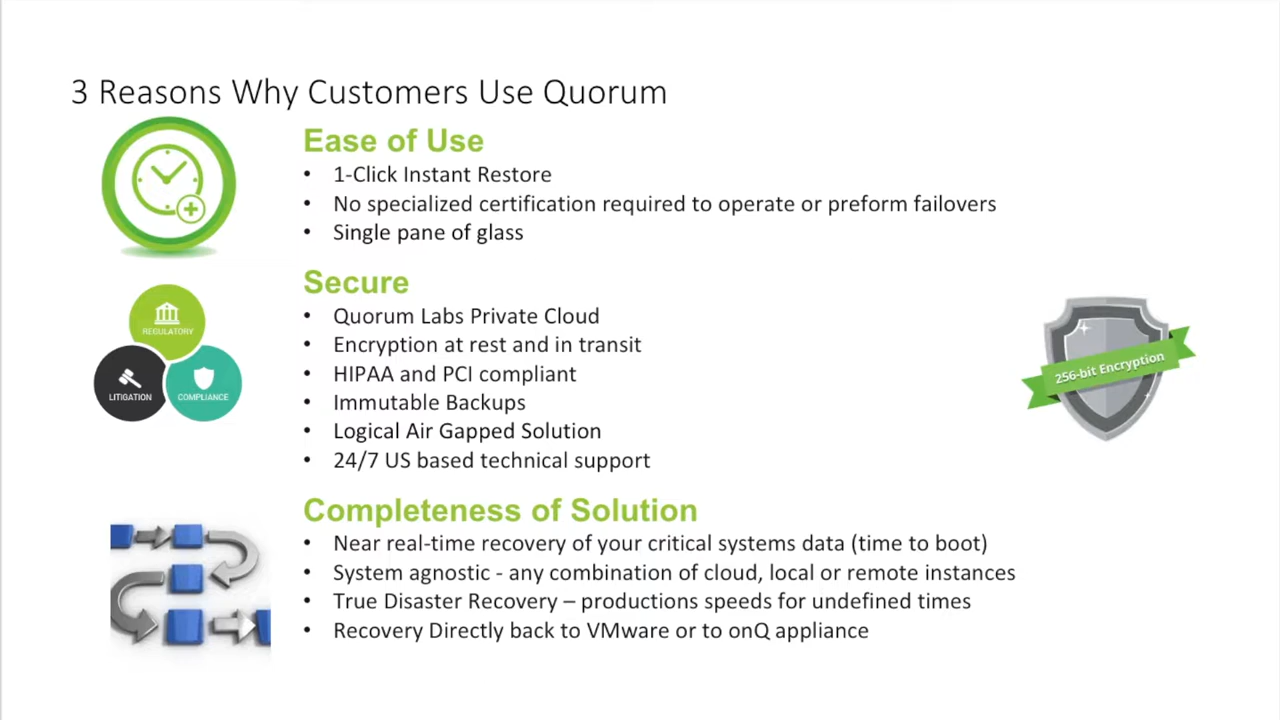 3 Reasons Why Customers Use Quorum
Ease of Use
• 1-Click Instant Restore
• No specialized certification required to operate or preform failovers
• Single pane of glass
Secure
• Quorum Labs Private Cloud
• Encryption at rest and in transit
• HIPAA and PCI compliant
• Immutable Backups
• Logical Air Gapped Solution
• 24/7 US based technical support
REGULATORY
LITIGATION
COMPLIANCE
256-bit Encryption
Completeness of Solution
• Near real-time recovery of your critical systems data (time to boot)
• System agnostic - any combination of cloud, local or remote instances
• True Disaster Recovery – productions speeds for undefined times
• Recovery Directly back to VMware or to onQ appliance